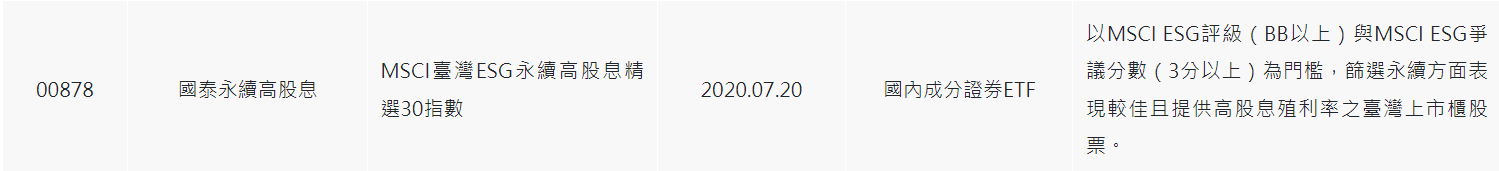 00878
國泰永續高股息
MSCI臺灣ESG永續高股息精
選30指數
2020.07.20
國內成分證券ETF
以MSCI ESG評級（BB以上）與MSCI ESG爭
議分數（3分以上）為門檻，篩選永續方面表
現較佳且提供高股息殖利率之臺灣上市櫃股
票。